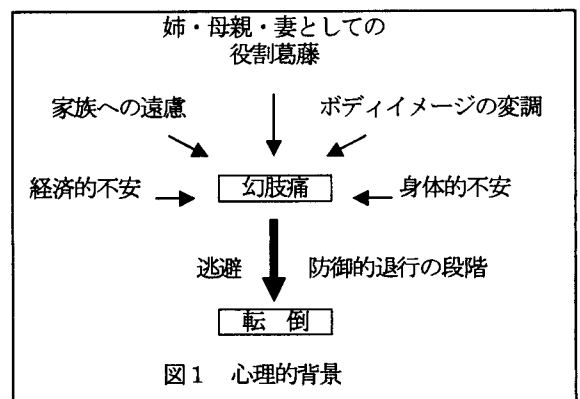 姉・母親・妻としての
役割葛藤
家族への遠慮 ボディイメージの変調
経済的不安 幻肢痛 身体的不安
逃避 防御的退行の段階
転 倒
図1 心理的背景